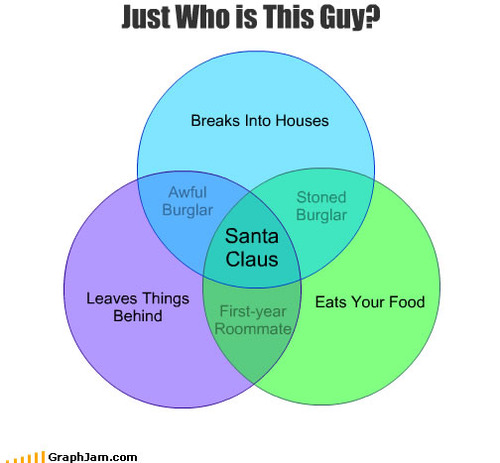 Just Who is This Guy?
Breaks Into Houses
Awful
Burglar
Stoned
Burglar
Santa
Claus
Leaves Things
Behind
Eats Your Food
First-year
Roommate
GraphJam.com